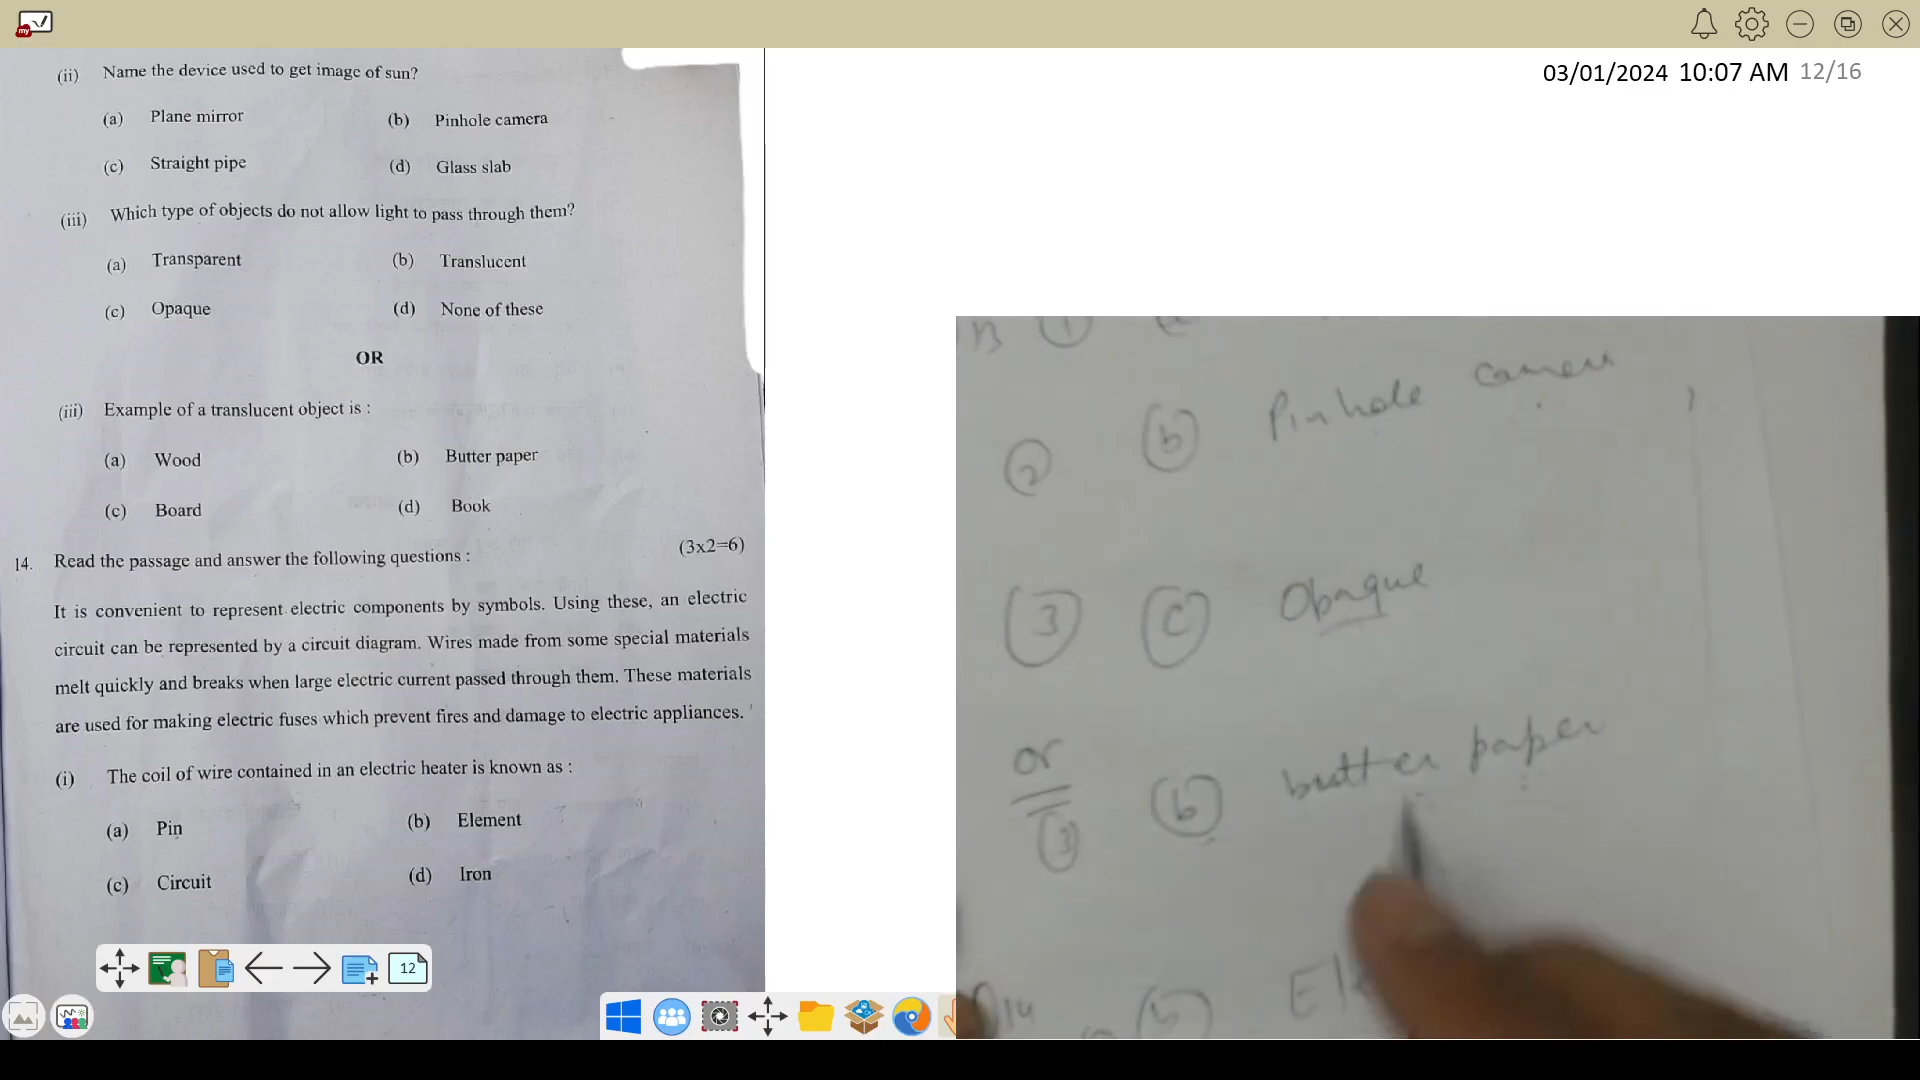 my
03/01/2024 10:07 AM 12/16
(ii) Name the device used to get image of sun?
(a) Plane mirror (b) Pinhole camera
(c) Straight pipe (d) Glass slab
(iii) Which type of objects do not allow light to pass through them?
(a) Transparent (b) Translucent
(c) Opaque (d) None of these
OR
(iii) Example of a translucent object is :
(a) Wood (b) Butter paper
(c) Board (d) Book
14. Read the passage and answer the following questions : (3x2=6)
It is convenient to represent electric components by symbols. Using these, an electric
circuit can be represented by a circuit diagram. Wires made from some special materials
melt quickly and breaks when large electric current passed through them. These materials
are used for making electric fuses which prevent fires and damage to electric appliances.
(i) The coil of wire contained in an electric heater is known as :
(a) Pin (b) Element
(c) Circuit (d) Iron
12
13 (1)
(2) (b) Pinhole camera
(3) (c) Opaque
or
(3) (b) butter paper
14 (b)